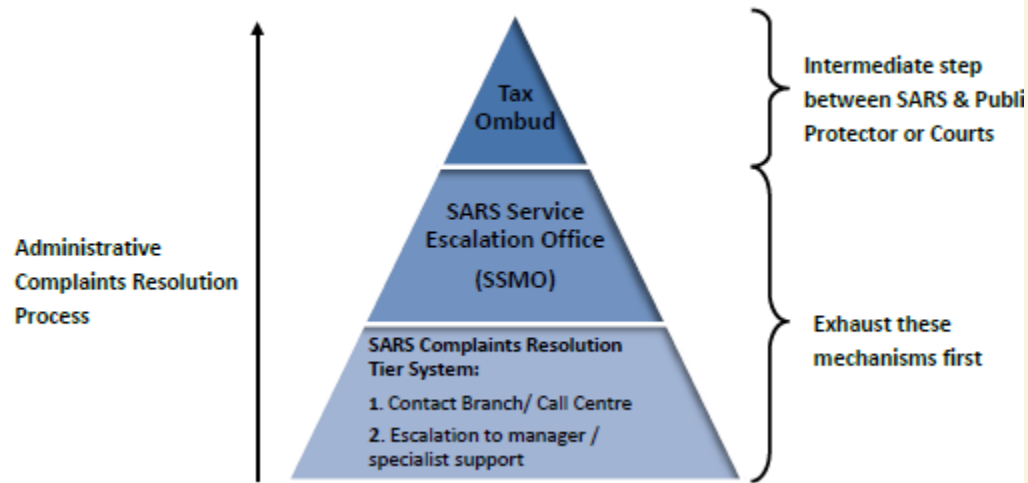 Administrative
Complaints Resolution
Process
Tax
Ombud
SARS Service
Escalation Office
(SSMO)
SARS Complaints Resolution
Tier System:
1. Contact Branch/ Call Centre
2. Escalation to manager /
specialist support
Intermediate step
between SARS & Publi
Protector or Courts
Exhaust these
mechanisms first